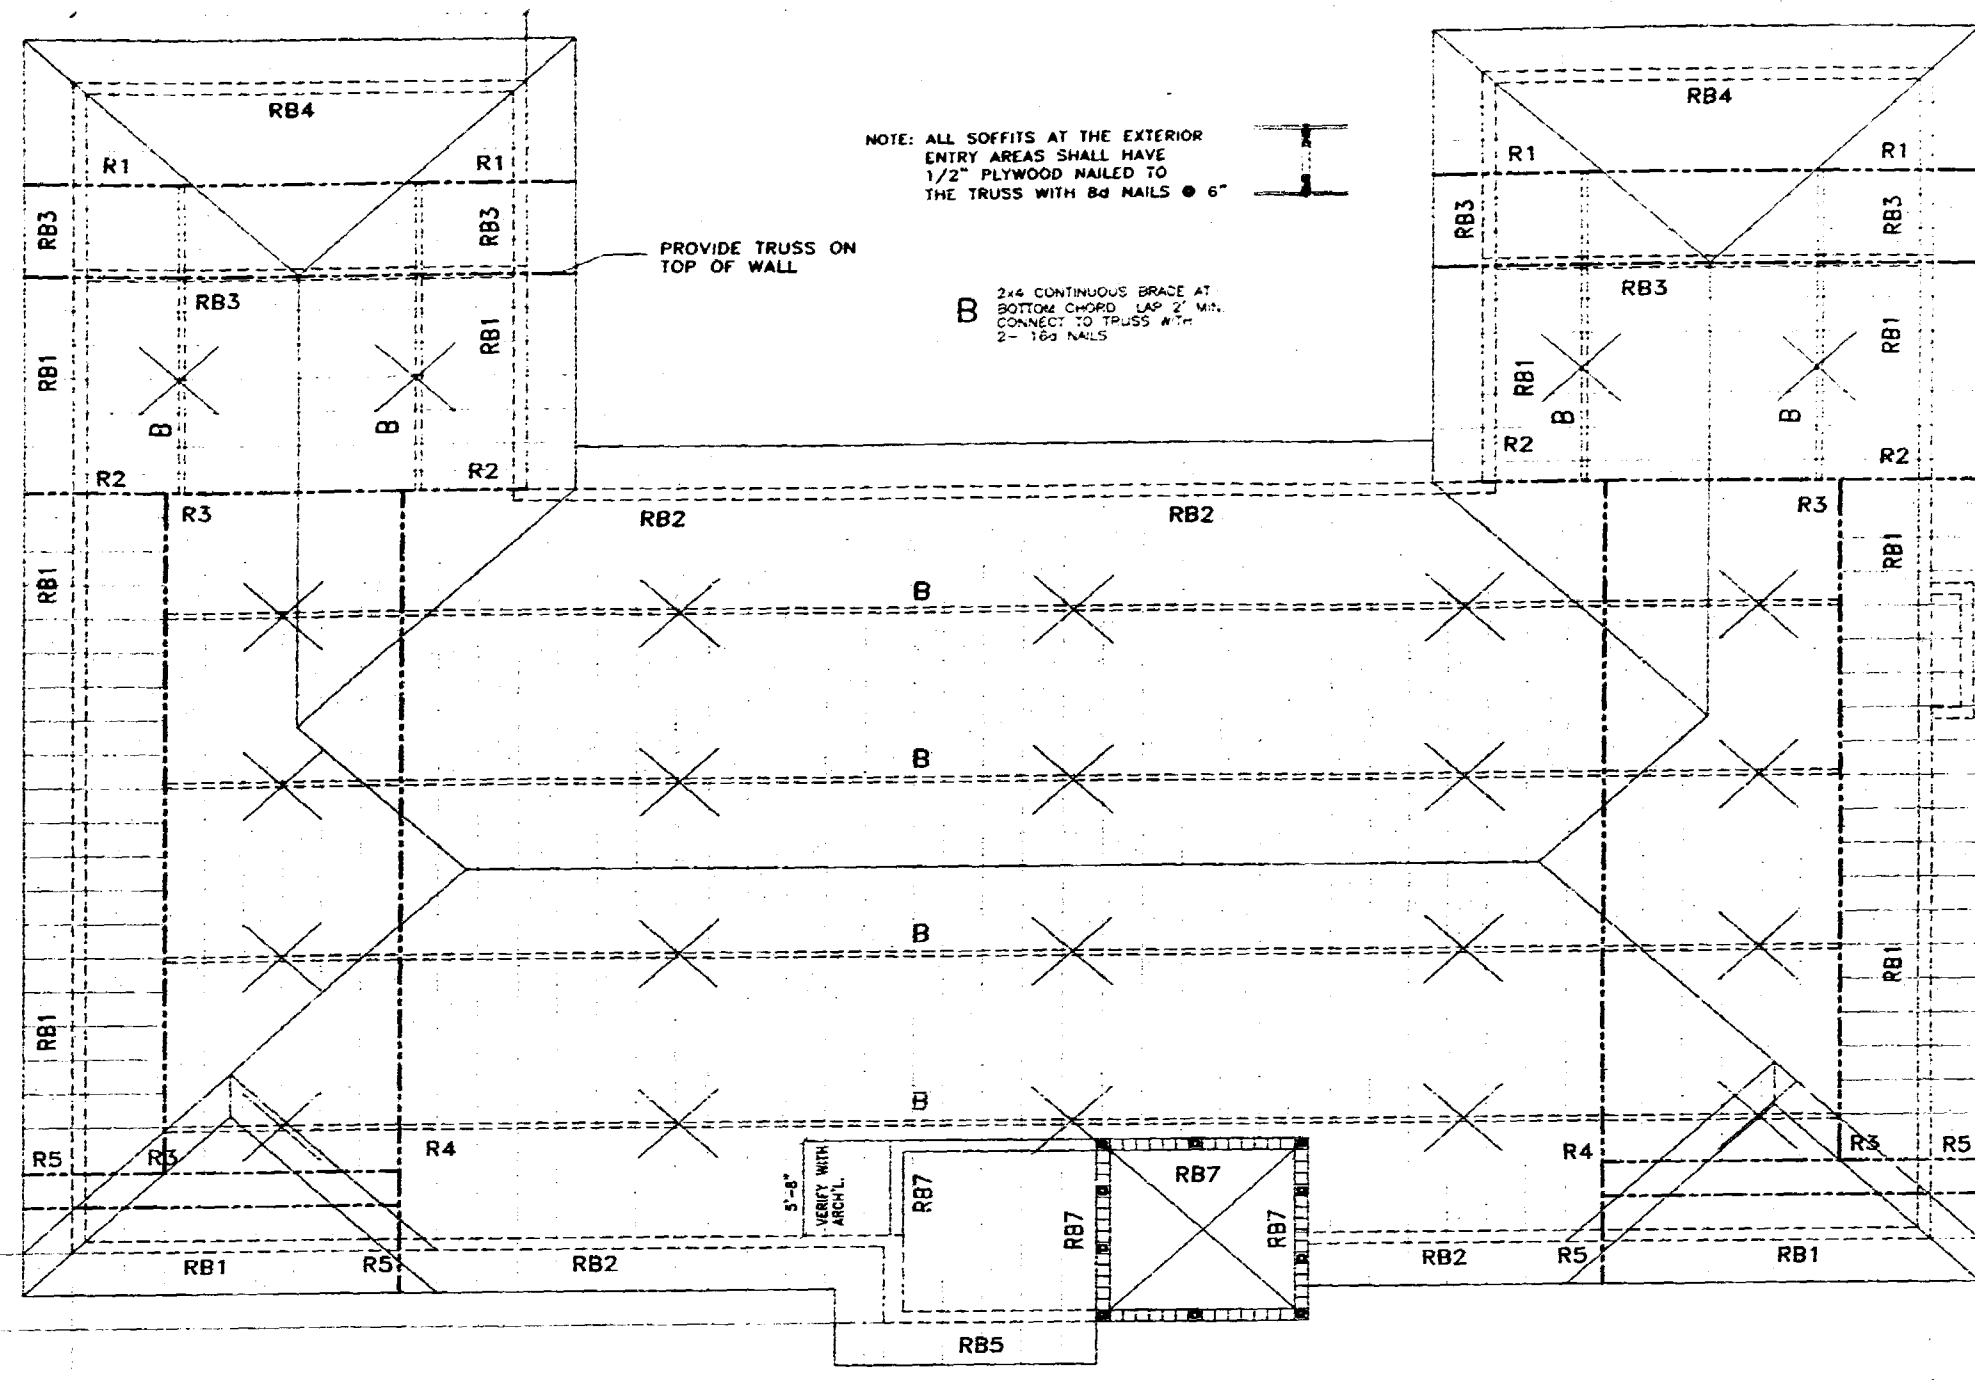 RB4
RB4
NOTE: ALL SOFFITS AT THE EXTERIOR
ENTRY AREAS SHALL HAVE
1/2" PLYWOOD NAILED TO
THE TRUSS WITH 8d NAILS @ 6"
R1
R1
R1
R1
RB3
RB3
RB3
RB3
PROVIDE TRUSS ON
TOP OF WALL
RB3
RB3
B
2x4 CONTINUOUS BRACE AT
BOTTOM CHORD LAP 2' MIN.
CONNECT TO TRUSS WITH
2- 16d NAILS
RB1
RB1
RB1
RB1
B
B
B
B
R2
R2
R2
R2
R3
RB2
RB2
R3
RB1
RB1
B
B
B
RB1
RB1
B
R5
R3
R4
R4
R3
R5
5'-8"
VERIFY WITH
ARCH'L.
RB7
RB7
RB7
RB7
RB1
R5
RB2
RB2
R5
RB1
RB5